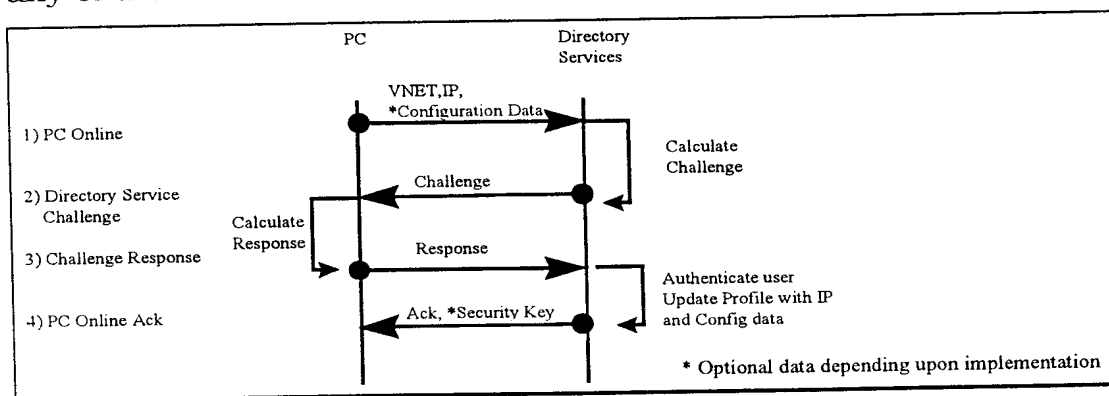 PC
Directory
Services
VNET,IP,
*Configuration Data
1) PC Online
Calculate
Challenge
Challenge
2) Directory Service
Challenge
Calculate
Response
Response
3) Challenge Response
Authenticate user
Update Profile with IP
and Config data
4) PC Online Ack
Ack, *Security Key
* Optional data depending upon implementation